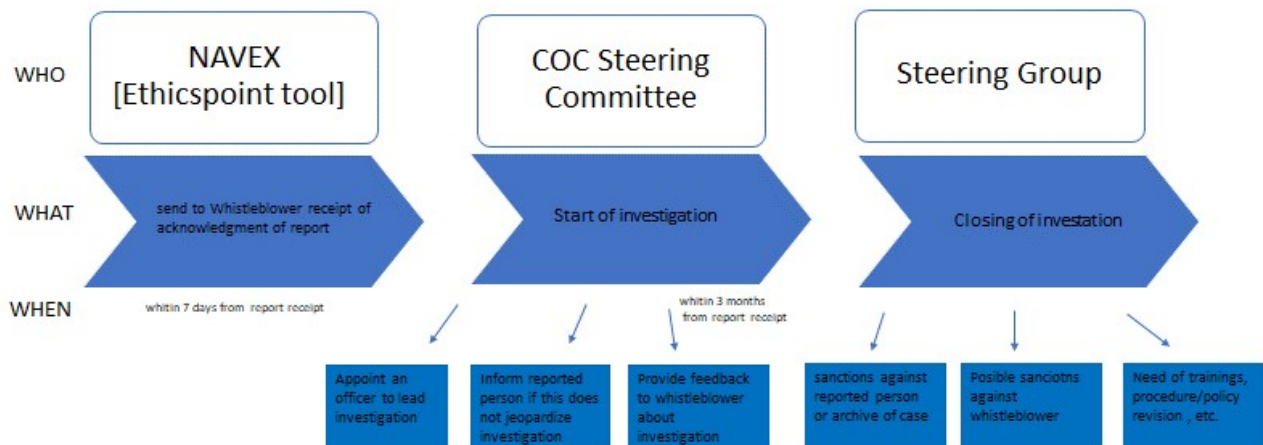 WHO
NAVEX
[Ethicspoint tool]
COC Steering
Committee
Steering Group
WHAT
send to Whistleblower receipt of
acknowledgment of report
Start of investigation
Closing of investation
WHEN
whitin 7 days from report receipt
whitin 3 months
from report receipt
Appoint an
officer to lead
investigation
Inform reported
person if this does
not jeopardize
investigation
Provide feedback
to whistleblower
about
investigation
sanctions against
reported person
or archive of case
Posible sanciotns
against
whistleblower
Need of trainings,
procedure/policy
revision , etc.